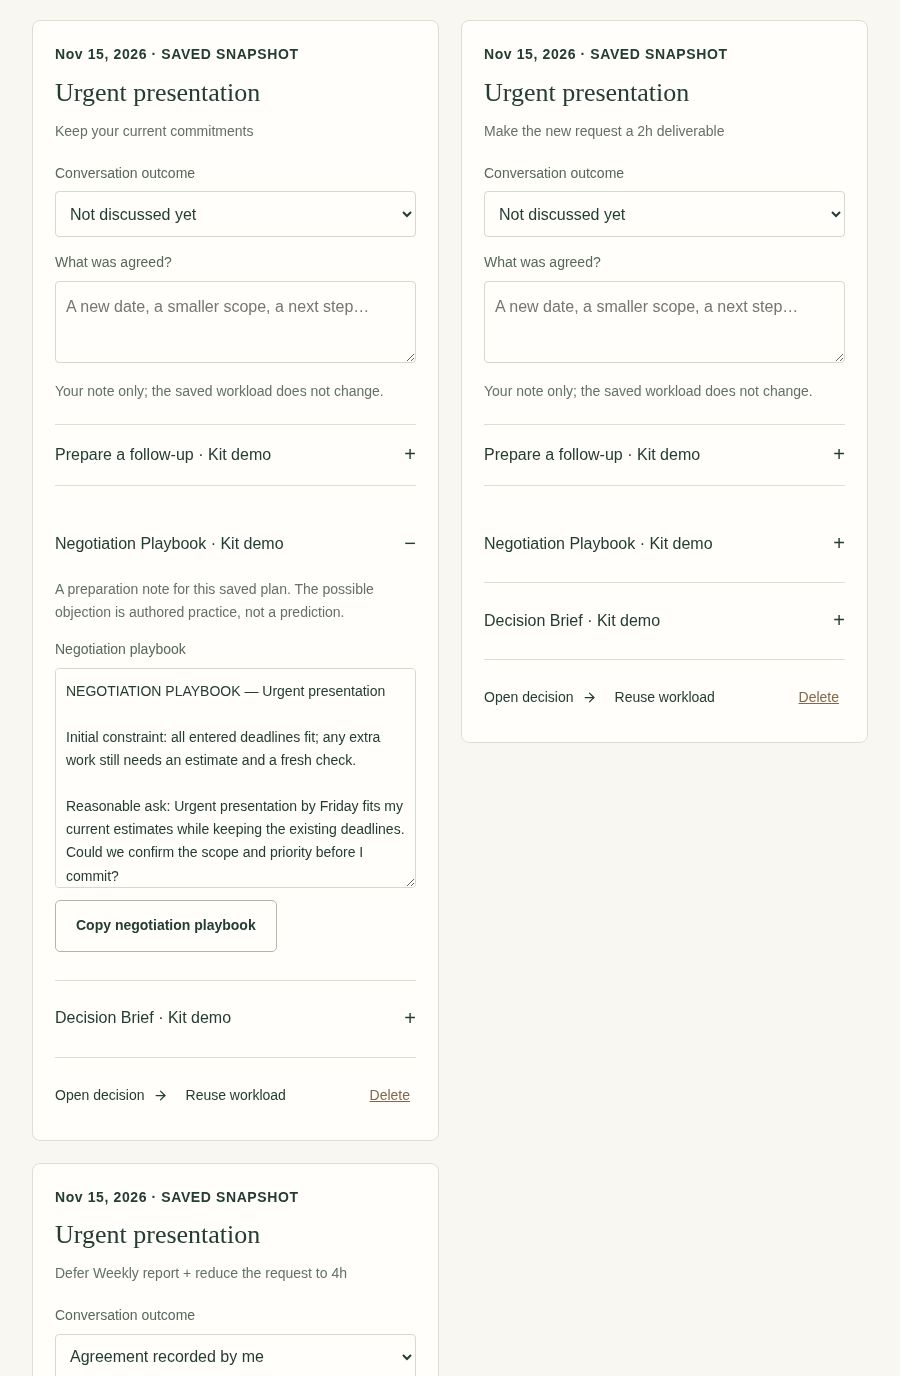 Nov 15, 2026 · SAVED SNAPSHOT
Urgent presentation
Keep your current commitments
Conversation outcome
Not discussed yet
What was agreed?
A new date, a smaller scope, a next step…
Your note only; the saved workload does not change.
Prepare a follow-up · Kit demo +
Negotiation Playbook · Kit demo −
A preparation note for this saved plan. The possible
objection is authored practice, not a prediction.
Negotiation playbook
NEGOTIATION PLAYBOOK — Urgent presentation
Initial constraint: all entered deadlines fit; any extra
work still needs an estimate and a fresh check.
Reasonable ask: Urgent presentation by Friday fits my
current estimates while keeping the existing deadlines.
Could we confirm the scope and priority before I
commit?
Copy negotiation playbook
Decision Brief · Kit demo +
Open decision → Reuse workload Delete
Nov 15, 2026 · SAVED SNAPSHOT
Urgent presentation
Make the new request a 2h deliverable
Conversation outcome
Not discussed yet
What was agreed?
A new date, a smaller scope, a next step…
Your note only; the saved workload does not change.
Prepare a follow-up · Kit demo +
Negotiation Playbook · Kit demo +
Decision Brief · Kit demo +
Open decision → Reuse workload Delete
Nov 15, 2026 · SAVED SNAPSHOT
Urgent presentation
Defer Weekly report + reduce the request to 4h
Conversation outcome
Agreement recorded by me